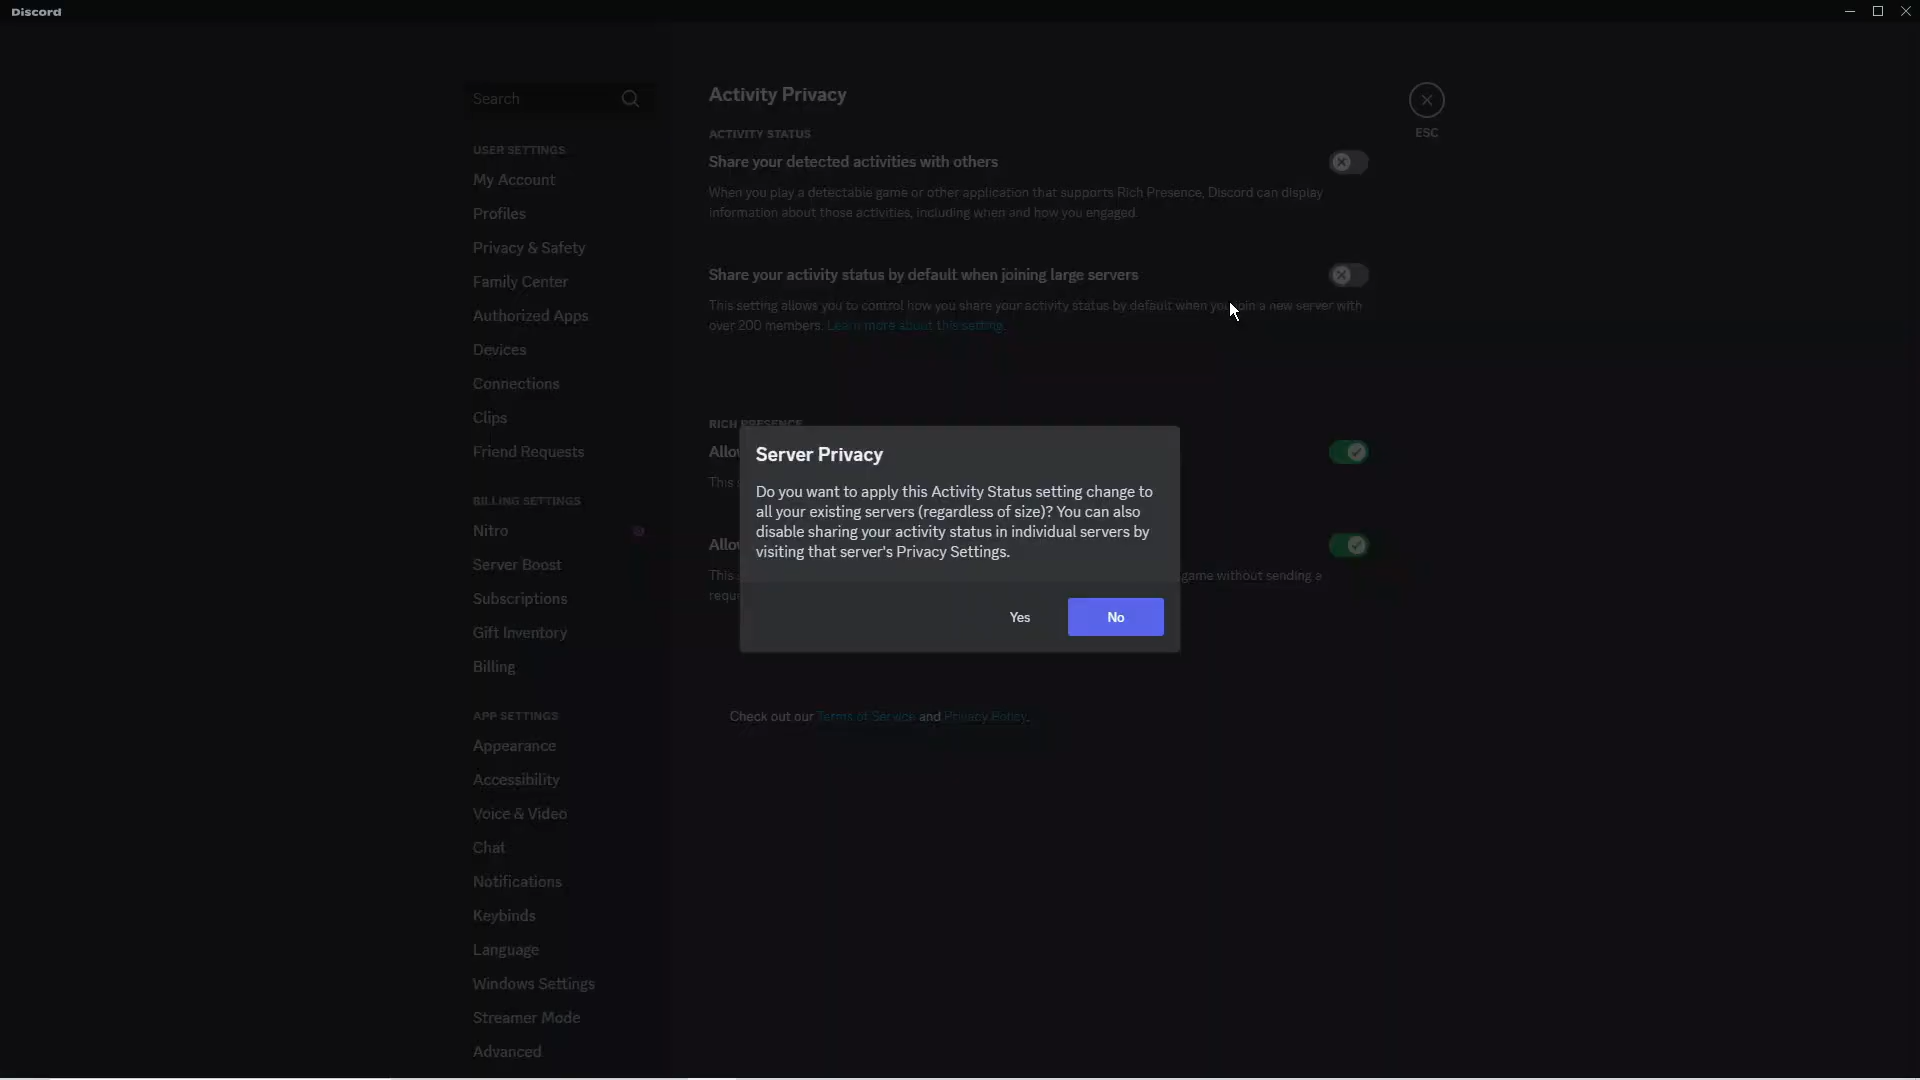 Discord
Search
USER SETTINGS
My Account
Profiles
Privacy & Safety
Family Center
Authorized Apps
Devices
Connections
Clips
Friend Requests
BILLING SETTINGS
Nitro
Server Boost
Subscriptions
Gift Inventory
Billing
APP SETTINGS
Appearance
Accessibility
Voice & Video
Chat
Notifications
Keybinds
Language
Windows Settings
Streamer Mode
Advanced
Activity Privacy
ESC
ACTIVITY STATUS
Share your detected activities with others
When you play a detectable game or other application that supports Rich Presence, Discord can display
information about those activities, including when and how you engaged.
Share your activity status by default when joining large servers
This setting allows you to control how you share your activity status by default when you join a new server with
over 200 members. Learn more about this setting.
RICH PRESENCE
This
This
game without sending a
Server Privacy
Do you want to apply this Activity Status setting change to
all your existing servers (regardless of size)? You can also
disable sharing your activity status in individual servers by
visiting that server's Privacy Settings.
Yes
No
Check out our Terms of Service and Privacy Policy.